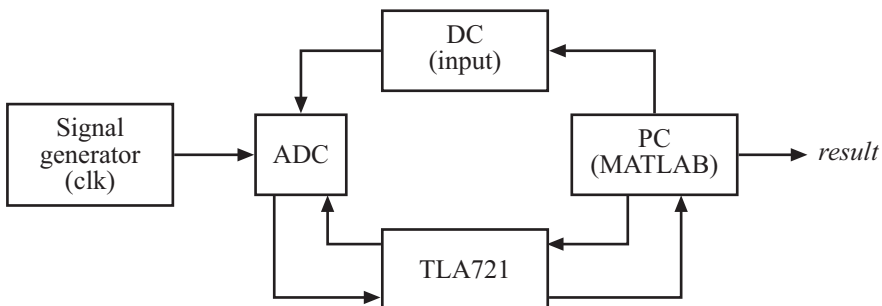 DC
(input)
Signal
generator
(clk)
ADC
PC
(MATLAB)
result
TLA721